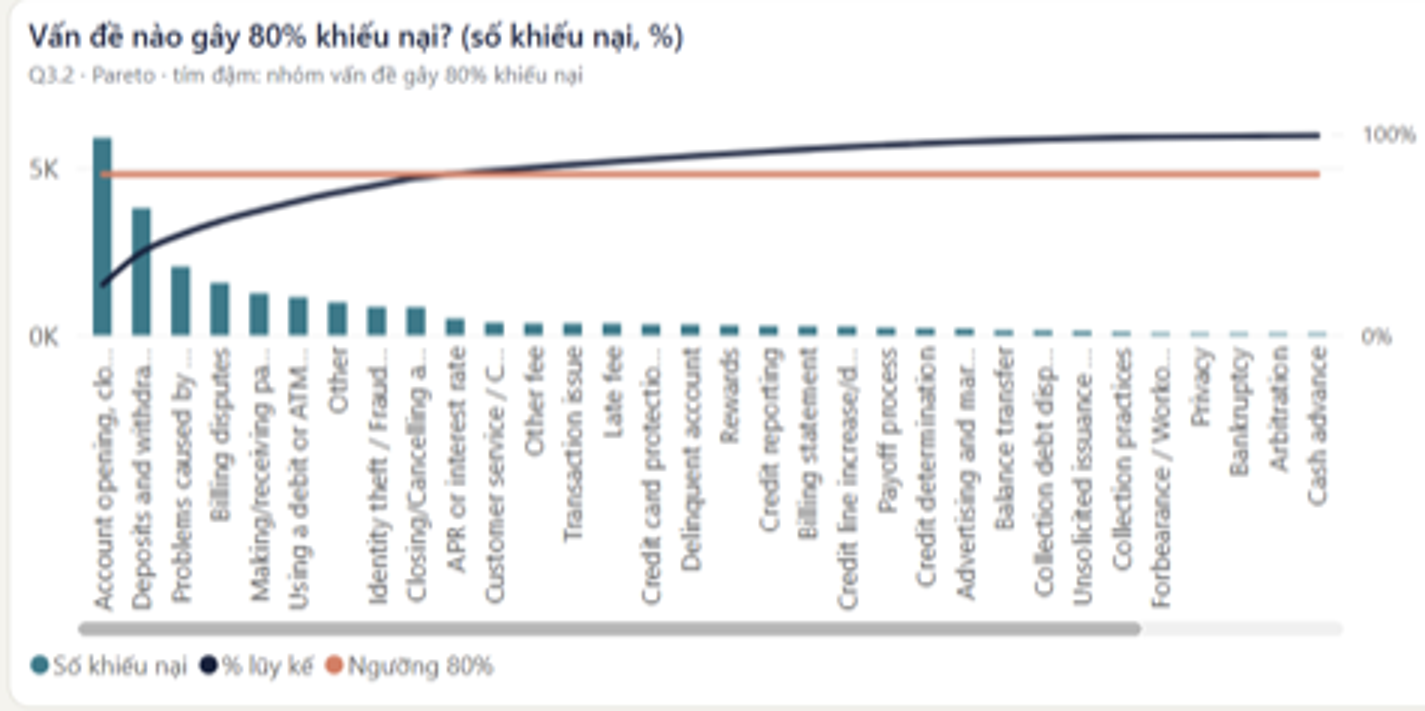 Vấn đề nào gây 80% khiếu nại? (số khiếu nại, %)
Q3.2 · Pareto · tím đậm: nhóm vấn đề gây 80% khiếu nại
100%
5K
0K
0%
Account opening, clo...
Deposits and withdra...
Problems caused by ...
Billing disputes
Making/receiving pa...
Using a debit or ATM...
Other
Identity theft / Fraud...
Closing/Cancelling a...
APR or interest rate
Customer service / C...
Other fee
Transaction issue
Late fee
Credit card protectio...
Delinquent account
Rewards
Credit reporting
Billing statement
Credit line increase/d...
Payoff process
Credit determination
Advertising and mar...
Balance transfer
Collection debt disp...
Unsolicited issuance ...
Collection practices
Forbearance / Worko...
Privacy
Bankruptcy
Arbitration
Cash advance
Số khiếu nại % lũy kế Ngưỡng 80%